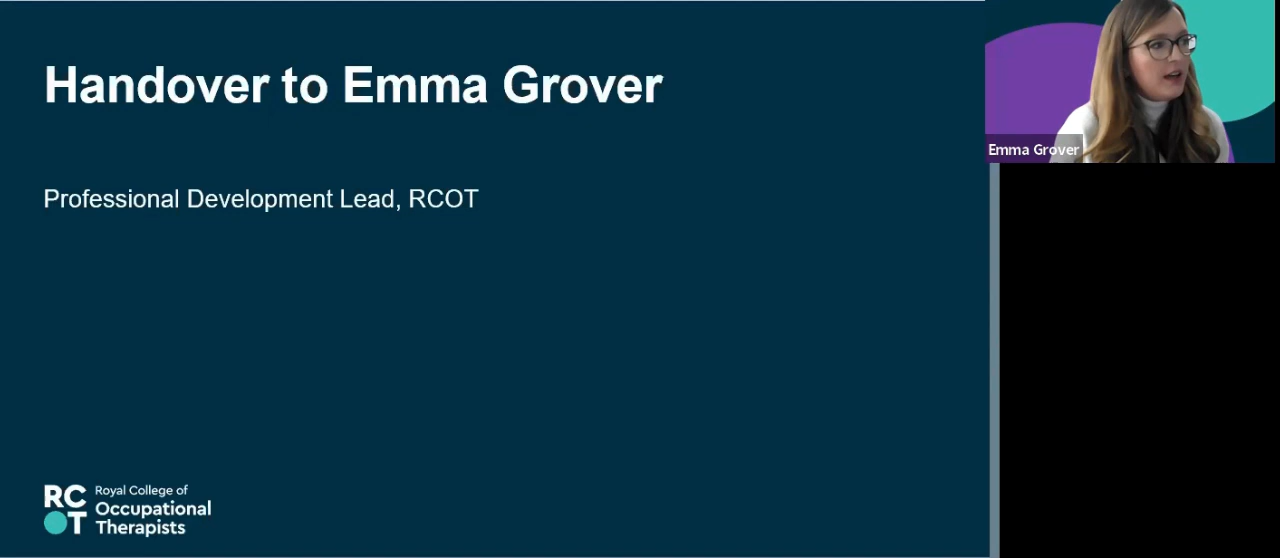 Handover to Emma Grover
Emma Grover
Professional Development Lead, RCOT
RC
OT
Royal College of
Occupational
Therapists